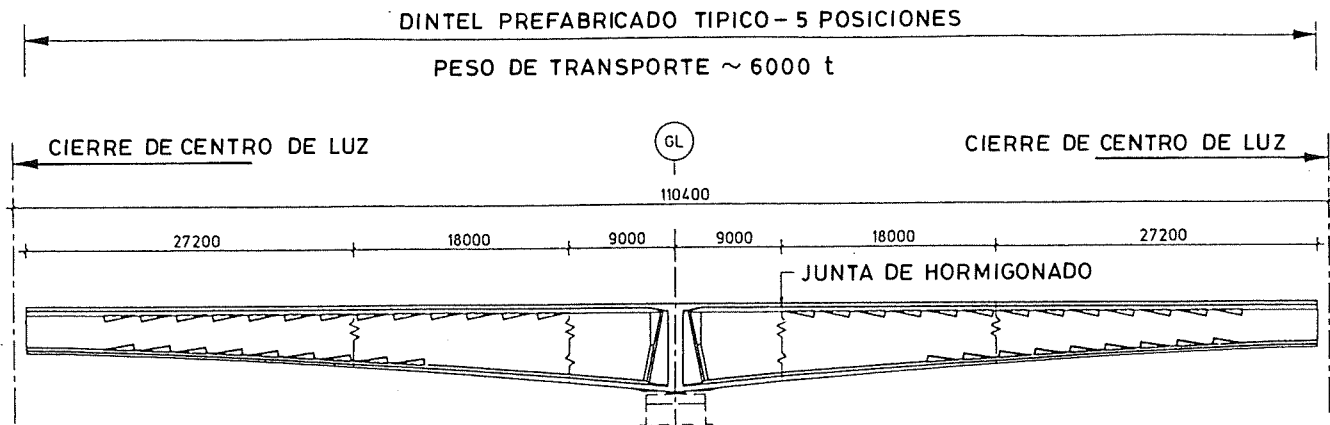 DINTEL PREFABRICADO TIPICO - 5 POSICIONES
PESO DE TRANSPORTE ~ 6000 t
CIERRE DE CENTRO DE LUZ
GL
CIERRE DE CENTRO DE LUZ
110400
27200 18000 9000 9000 18000 27200
JUNTA DE HORMIGONADO